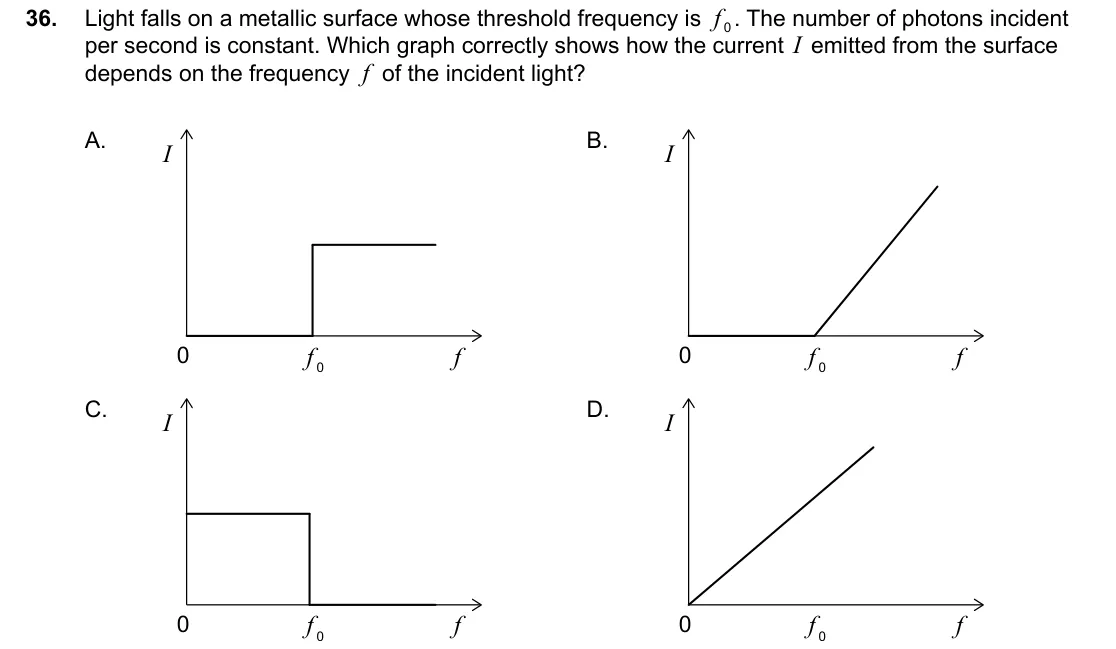 36. Light falls on a metallic surface whose threshold frequency is f₀. The number of photons incident
per second is constant. Which graph correctly shows how the current I emitted from the surface
depends on the frequency f of the incident light?
A. I
0 f₀ f
B. I
0 f₀ f
C. I
0 f₀ f
D. I
0 f₀ f